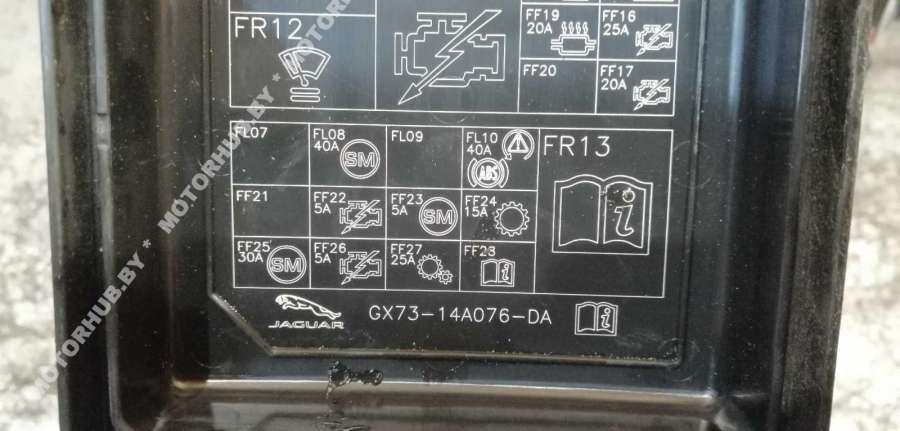 FR12
FF19
20A
FF16
25A
FF20
FF17
20A
FL07
FL08
40A
SM
FL09
FL10
40A
ABS
FR13
FF21
FF22
5A
FF23
5A
SM
FF24
15A
i
FF25
30A
SM
FF26
5A
FF27
25A
FF28
i
JAGUAR
GX73-14A076-DA
i
MOTORHUB.BY * MOTORHUB.BY * MOTORHUB.BY